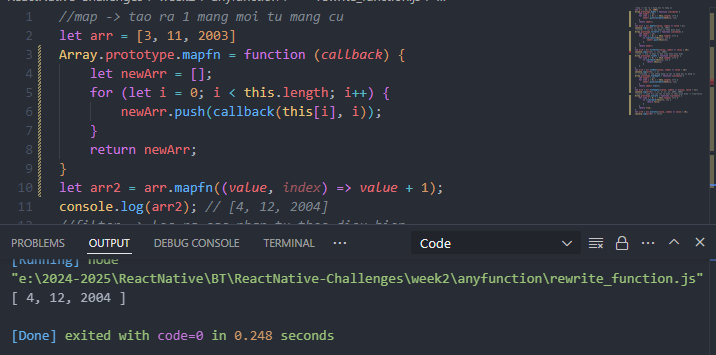 1 //map -> tao ra 1 mang moi tu mang cu
2 let arr = [3, 11, 2003]
3 Array.prototype.mapfn = function (callback) {
4 let newArr = [];
5 for (let i = 0; i < this.length; i++) {
6 newArr.push(callback(this[i], i));
7 }
8 return newArr;
9 }
10 let arr2 = arr.mapfn((value, index) => value + 1);
11 console.log(arr2); // [4, 12, 2004]
PROBLEMS OUTPUT DEBUG CONSOLE TERMINAL ··· Code
[Running] node
"e:\2024-2025\ReactNative\BT\ReactNative-Challenges\week2\anyfunction\rewrite_function.js"
[ 4, 12, 2004 ]
[Done] exited with code=0 in 0.248 seconds